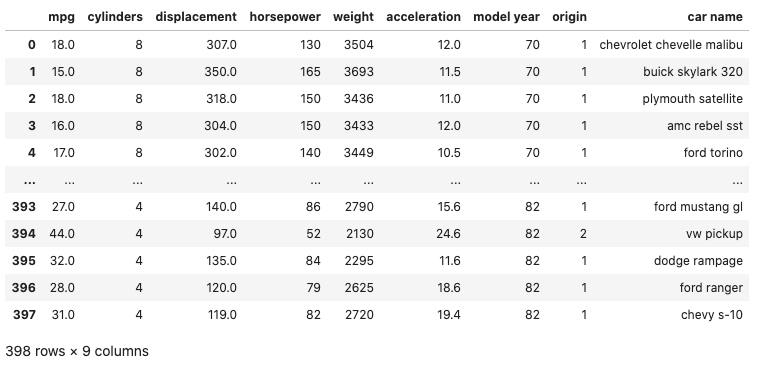 mpg cylinders displacement horsepower weight acceleration model year origin car name
0 18.0 8 307.0 130 3504 12.0 70 1 chevrolet chevelle malibu
1 15.0 8 350.0 165 3693 11.5 70 1 buick skylark 320
2 18.0 8 318.0 150 3436 11.0 70 1 plymouth satellite
3 16.0 8 304.0 150 3433 12.0 70 1 amc rebel sst
4 17.0 8 302.0 140 3449 10.5 70 1 ford torino
... ... ... ... ... ... ... ... ... ...
393 27.0 4 140.0 86 2790 15.6 82 1 ford mustang gl
394 44.0 4 97.0 52 2130 24.6 82 2 vw pickup
395 32.0 4 135.0 84 2295 11.6 82 1 dodge rampage
396 28.0 4 120.0 79 2625 18.6 82 1 ford ranger
397 31.0 4 119.0 82 2720 19.4 82 1 chevy s-10
398 rows × 9 columns